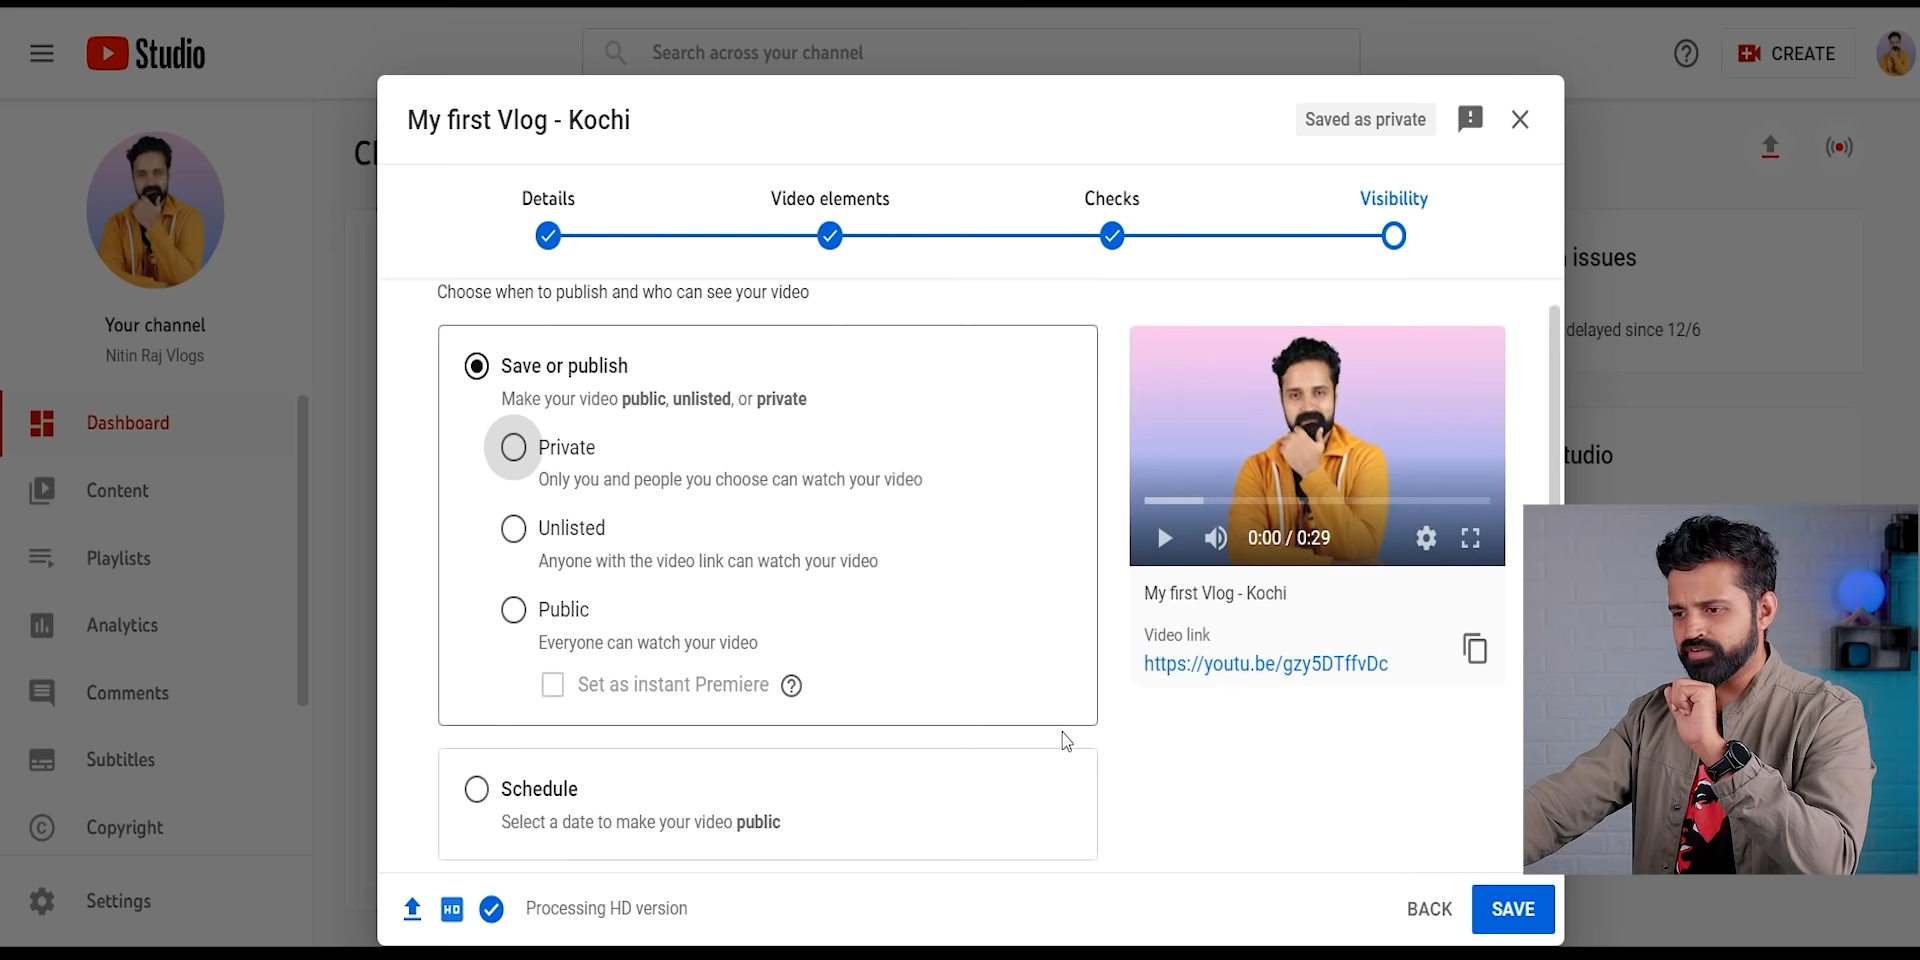 Studio
Search across your channel
CREATE
My first Vlog - Kochi
Saved as private
Details
Video elements
Checks
Visibility
Your channel
Nitin Raj Vlogs
Dashboard
Content
Playlists
Analytics
Comments
Subtitles
Copyright
Settings
Choose when to publish and who can see your video
Save or publish
Make your video public, unlisted, or private
Private
Only you and people you choose can watch your video
Unlisted
Anyone with the video link can watch your video
Public
Everyone can watch your video
Set as instant Premiere
Schedule
Select a date to make your video public
0:00 / 0:29
My first Vlog - Kochi
Video link
https://youtu.be/gzy5DTffvDc
issues
delayed since 12/6
HD
Processing HD version
BACK
SAVE